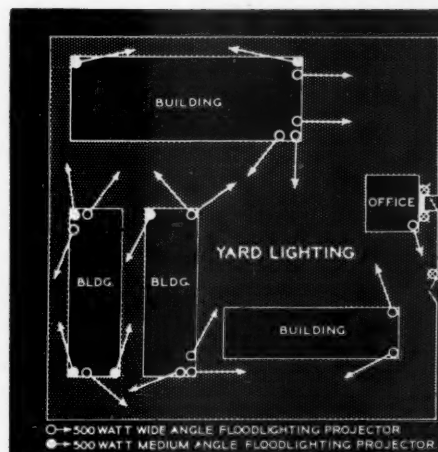 BUILDING
OFFICE
YARD LIGHTING
BLDG.
BLDG.
BUILDING
500 WATT WIDE ANGLE FLOODLIGHTING PROJECTOR
500 WATT MEDIUM ANGLE FLOODLIGHTING PROJECTOR